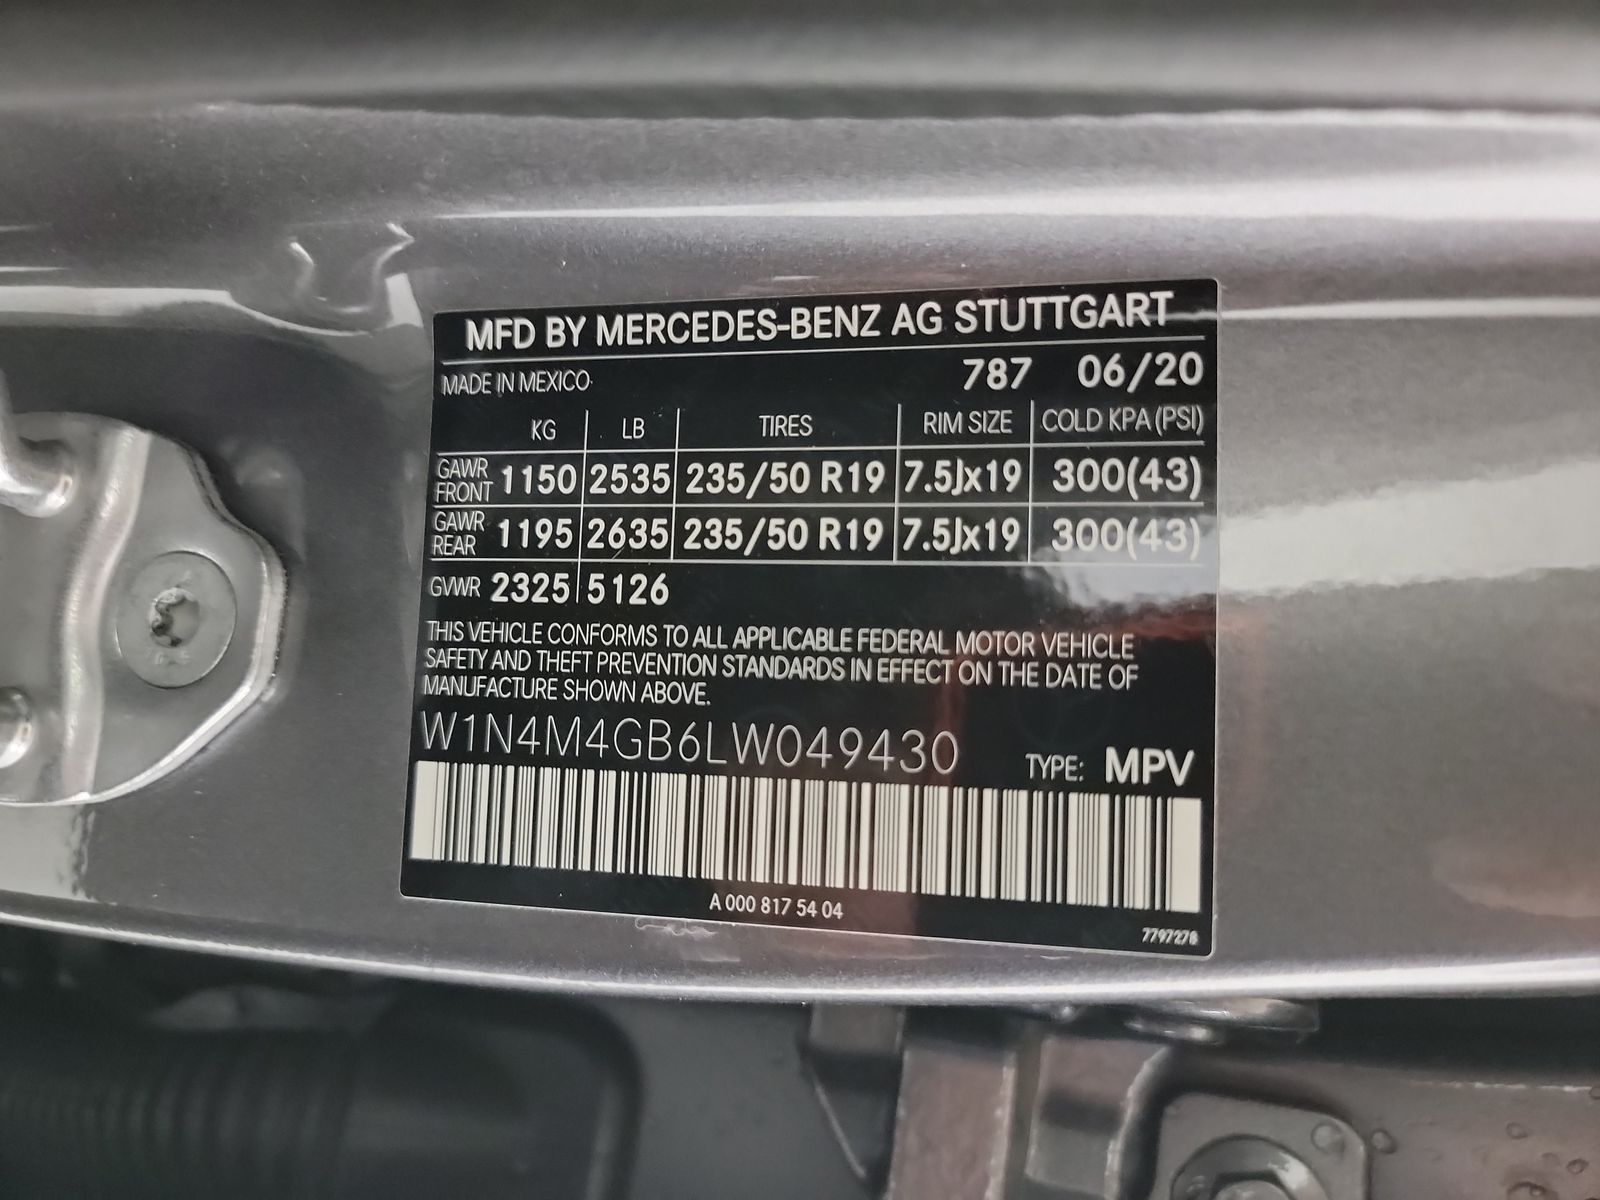 MFD BY MERCEDES-BENZ AG STUTTGART
MADE IN MEXICO 787 06/20
KG LB TIRES RIM SIZE COLD KPA (PSI)
GAWR FRONT 1150 2535 235/50 R19 7.5Jx19 300(43)
GAWR REAR 1195 2635 235/50 R19 7.5Jx19 300(43)
GVWR 2325 5126
THIS VEHICLE CONFORMS TO ALL APPLICABLE FEDERAL MOTOR VEHICLE
SAFETY AND THEFT PREVENTION STANDARDS IN EFFECT ON THE DATE OF
MANUFACTURE SHOWN ABOVE.
W1N4M4GB6LW049430 TYPE: MPV
A 000 817 54 04
7797278